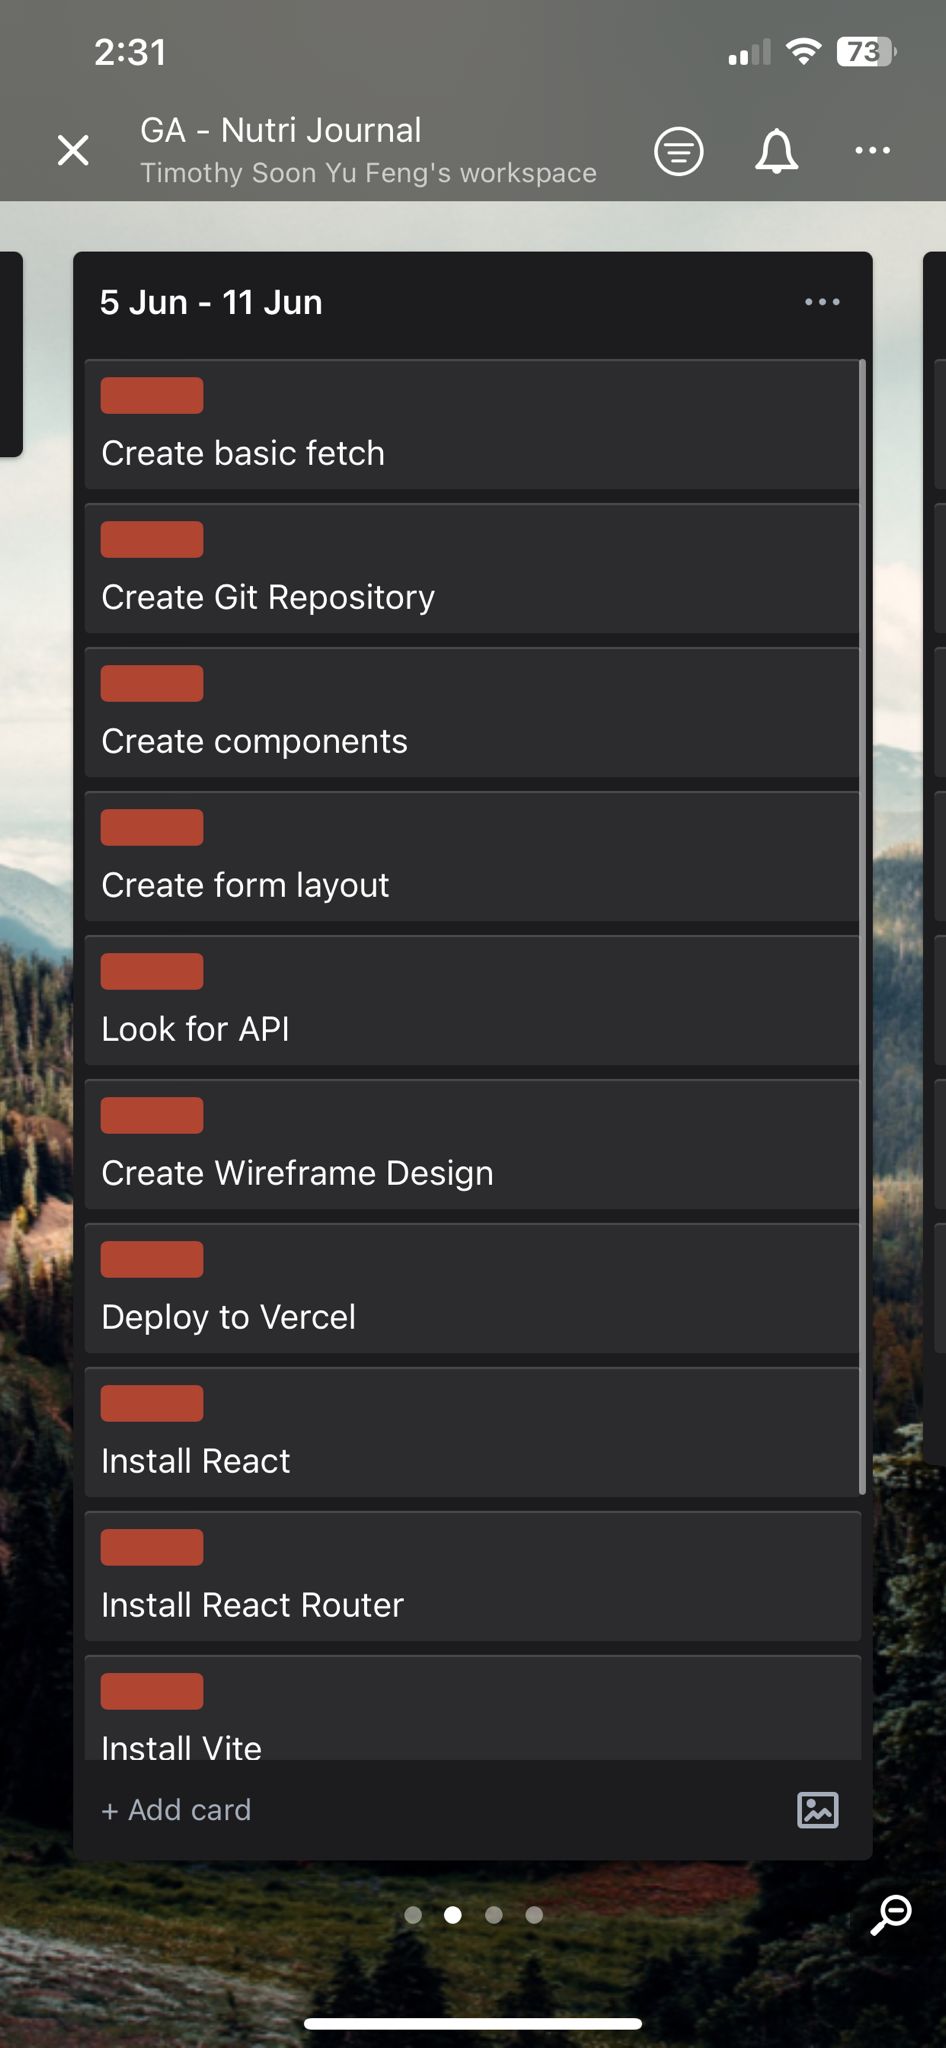 2:31
73
GA - Nutri Journal
Timothy Soon Yu Feng's workspace
5 Jun - 11 Jun
Create basic fetch
Create Git Repository
Create components
Create form layout
Look for API
Create Wireframe Design
Deploy to Vercel
Install React
Install React Router
Install Vite
+ Add card